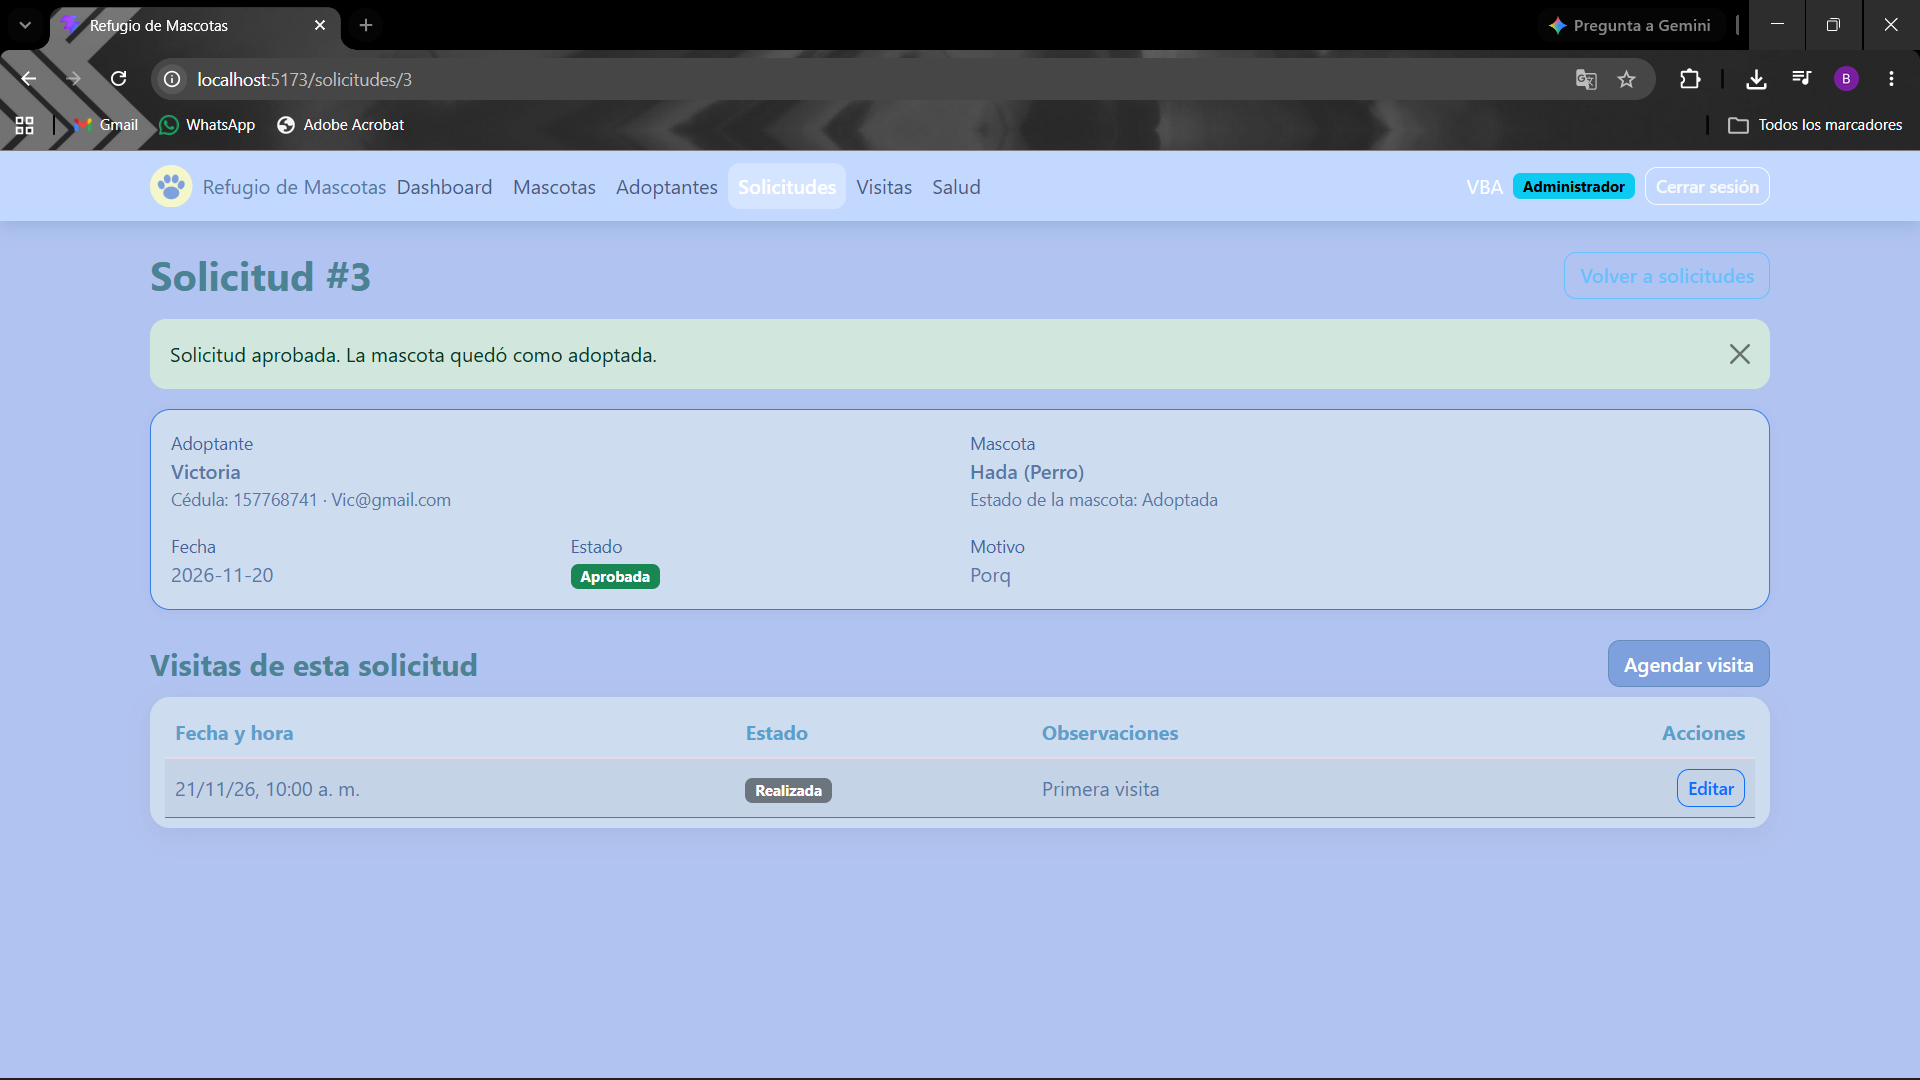 Refugio de Mascotas
Pregunta a Gemini
localhost:5173/solicitudes/3
B
Gmail
WhatsApp
Adobe Acrobat
Todos los marcadores
Refugio de Mascotas
Dashboard
Mascotas
Adoptantes
Solicitudes
Visitas
Salud
VBA
Administrador
Cerrar sesión
Solicitud #3
Volver a solicitudes
Solicitud aprobada. La mascota quedó como adoptada.
Adoptante
Victoria
Cédula: 157768741 · Vic@gmail.com
Mascota
Hada (Perro)
Estado de la mascota: Adoptada
Fecha
2026-11-20
Estado
Aprobada
Motivo
Porq
Visitas de esta solicitud
Agendar visita
Fecha y hora
Estado
Observaciones
Acciones
21/11/26, 10:00 a. m.
Realizada
Primera visita
Editar